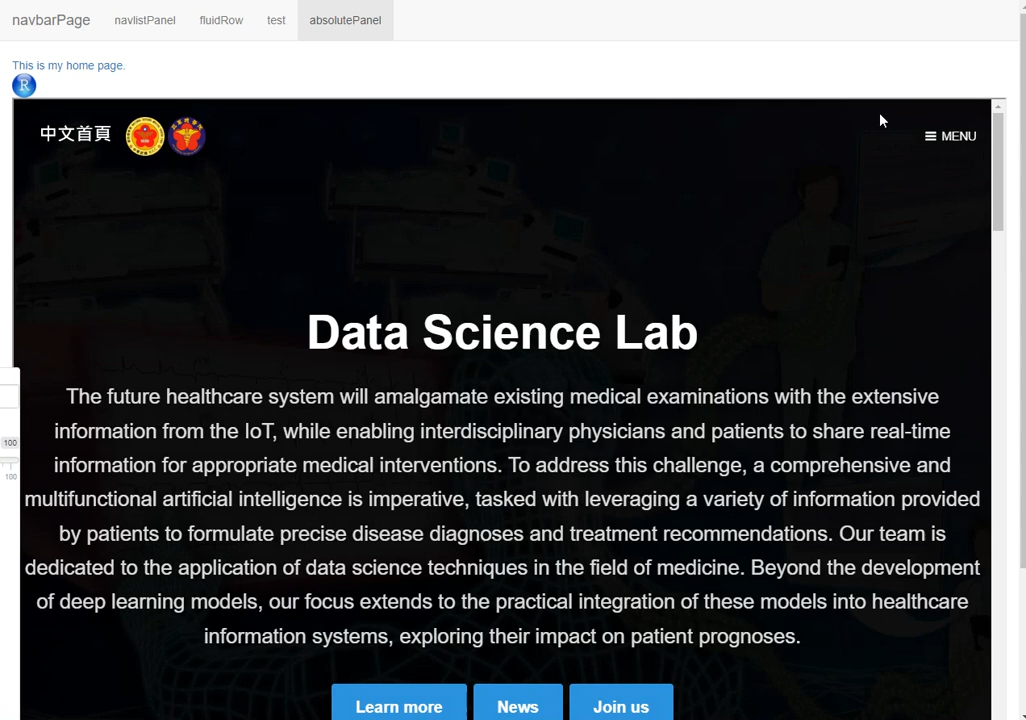 navbarPage navlistPanel fluidRow test absolutePanel
This is my home page.
R
中文首頁
MENU
Data Science Lab
The future healthcare system will amalgamate existing medical examinations with the extensive
information from the IoT, while enabling interdisciplinary physicians and patients to share real-time
information for appropriate medical interventions. To address this challenge, a comprehensive and
multifunctional artificial intelligence is imperative, tasked with leveraging a variety of information provided
by patients to formulate precise disease diagnoses and treatment recommendations. Our team is
dedicated to the application of data science techniques in the field of medicine. Beyond the development
of deep learning models, our focus extends to the practical integration of these models into healthcare
information systems, exploring their impact on patient prognoses.
100
100
Learn more News Join us